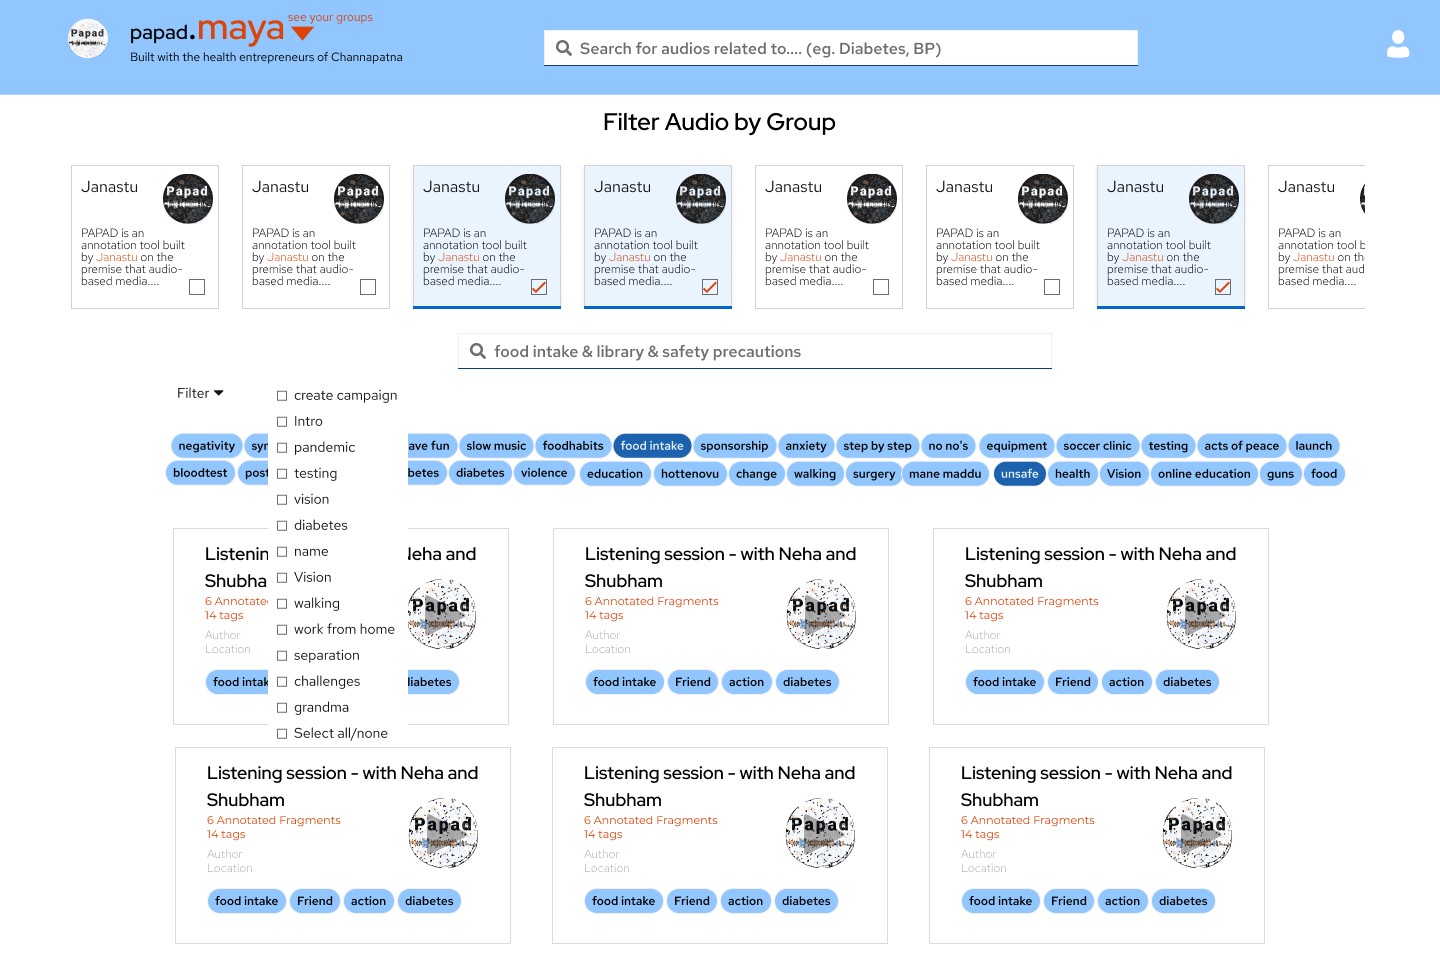 Papad
papad.maya
see your groups
Built with the health entrepreneurs of Channapatna
Search for audios related to.... (eg. Diabetes, BP)
Filter Audio by Group
Janastu
Papad
PAPAD is an
annotation tool built
by Janastu on the
premise that audio-
based media....
Janastu
Papad
PAPAD is an
annotation tool built
by Janastu on the
premise that audio-
based media....
Janastu
Papad
PAPAD is an
annotation tool built
by Janastu on the
premise that audio-
based media....
Janastu
Papad
PAPAD is an
annotation tool built
by Janastu on the
premise that audio-
based media....
Janastu
Papad
PAPAD is an
annotation tool built
by Janastu on the
premise that audio-
based media....
Janastu
Papad
PAPAD is an
annotation tool built
by Janastu on the
premise that audio-
based media....
Janastu
Papad
PAPAD is an
annotation tool built
by Janastu on the
premise that audio-
based media....
Janastu
PAPAD is an
annotation tool b
by Janastu on th
premise that aud
based media....
food intake & library & safety precautions
Filter
create campaign
Intro
pandemic
testing
vision
diabetes
name
Vision
walking
work from home
separation
challenges
grandma
Select all/none
negativity syn ave fun slow music foodhabits food intake sponsorship anxiety step by step no no's equipment soccer clinic testing acts of peace launch
bloodtest post betes diabetes violence education hottenovu change walking surgery mane maddu unsafe health Vision online education guns food
Listenin Neha and
Shubha
6 Annotate
14 tags
Author
Location
Papad
food intak diabetes
Listening session - with Neha and
Shubham
6 Annotated Fragments
14 tags
Author
Location
Papad
food intake Friend action diabetes
Listening session - with Neha and
Shubham
6 Annotated Fragments
14 tags
Author
Location
Papad
food intake Friend action diabetes
Listening session - with Neha and
Shubham
6 Annotated Fragments
14 tags
Author
Location
Papad
food intake Friend action diabetes
Listening session - with Neha and
Shubham
6 Annotated Fragments
14 tags
Author
Location
Papad
food intake Friend action diabetes
Listening session - with Neha and
Shubham
6 Annotated Fragments
14 tags
Author
Location
Papad
food intake Friend action diabetes